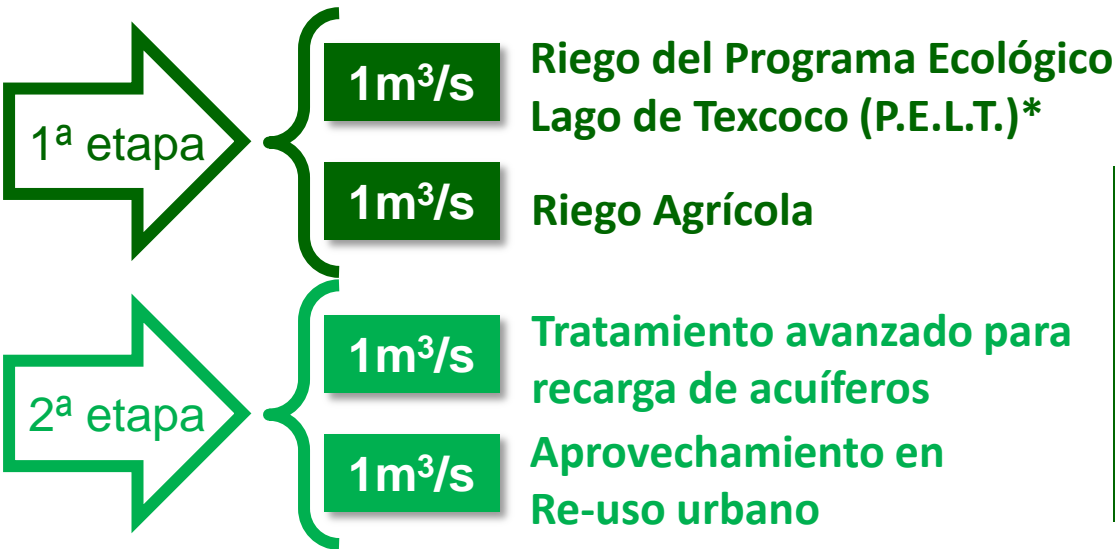 1ª etapa
1m³/s
Riego del Programa Ecológico
Lago de Texcoco (P.E.L.T.)*
1m³/s
Riego Agrícola
2ª etapa
1m³/s
Tratamiento avanzado para
recarga de acuíferos
1m³/s
Aprovechamiento en
Re-uso urbano